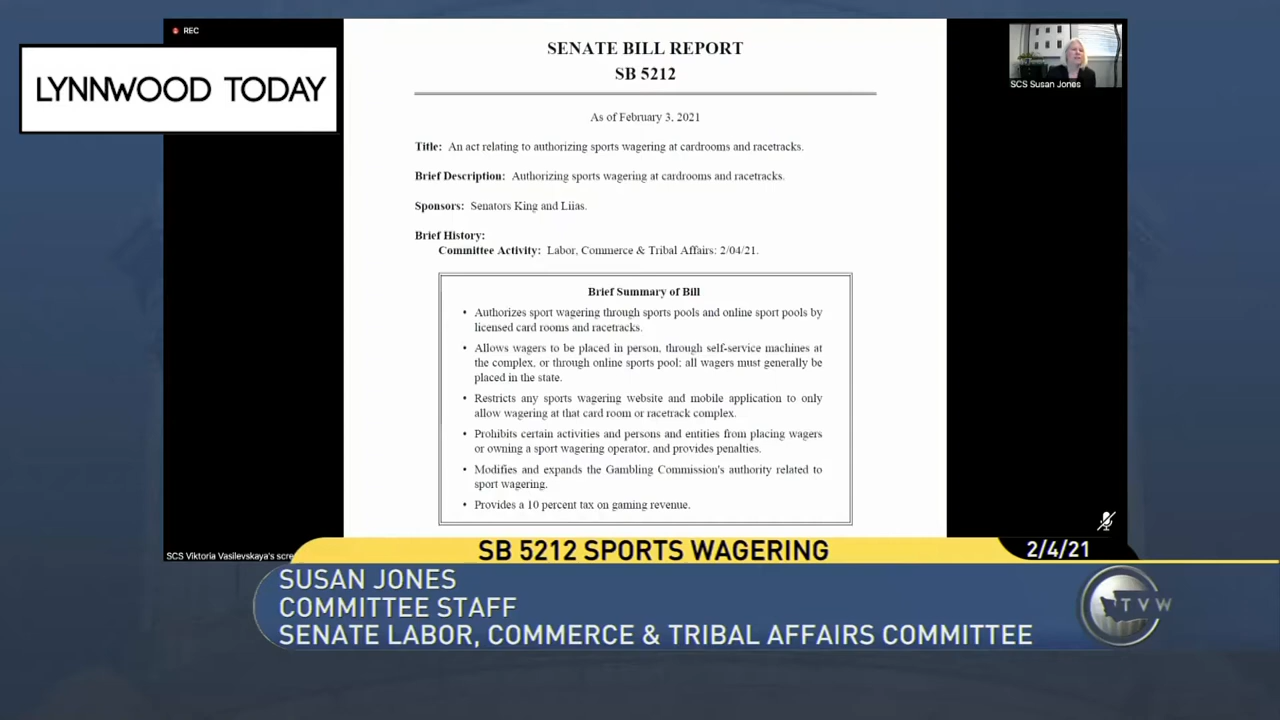 REC
LYNNWOOD TODAY
SENATE BILL REPORT
SB 5212
As of February 3, 2021
Title: An act relating to authorizing sports wagering at cardrooms and racetracks.
Brief Description: Authorizing sports wagering at cardrooms and racetracks.
Sponsors: Senators King and Liias.
Brief History:
Committee Activity: Labor, Commerce & Tribal Affairs: 2/04/21.
Brief Summary of Bill
• Authorizes sport wagering through sports pools and online sport pools by
licensed card rooms and racetracks.
• Allows wagers to be placed in person, through self-service machines at
the complex, or through online sports pool; all wagers must generally be
placed in the state.
• Restricts any sports wagering website and mobile application to only
allow wagering at that card room or racetrack complex.
• Prohibits certain activities and persons and entities from placing wagers
or owning a sport wagering operator, and provides penalties.
• Modifies and expands the Gambling Commission's authority related to
sport wagering.
• Provides a 10 percent tax on gaming revenue.
SCS Susan Jones
SCS Viktoria Vasilevskaya's scre
SB 5212 SPORTS WAGERING
2/4/21
SUSAN JONES
COMMITTEE STAFF
SENATE LABOR, COMMERCE & TRIBAL AFFAIRS COMMITTEE
TVW